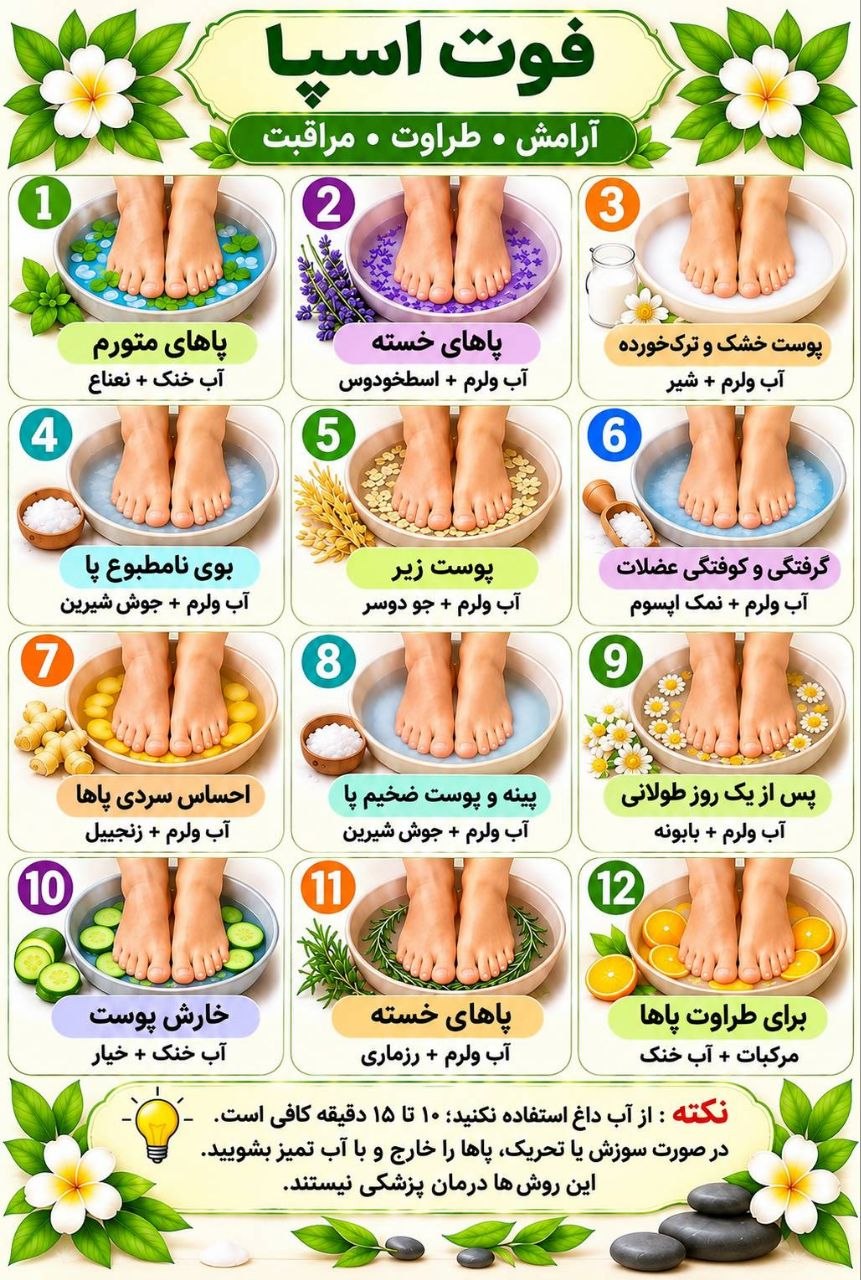 فوت اسپا
آرامش • طراوت • مراقبت
1
پاهای متورم
آب خنک + نعناع
2
پاهای خسته
آب ولرم + اسطخودوس
3
پوست خشک و ترک‌خورده
آب ولرم + شیر
4
بوی نامطبوع پا
آب ولرم + جوش شیرین
5
پوست زیر
آب ولرم + جو دوسر
6
گرفتگی و کوفتگی عضلات
آب ولرم + نمک اپسوم
7
احساس سردی پاها
آب ولرم + زنجبیل
8
پینه و پوست ضخیم پا
آب ولرم + جوش شیرین
9
پس از یک روز طولانی
آب ولرم + بابونه
10
خارش پوست
آب خنک + خیار
11
پاهای خسته
آب ولرم + رزماری
12
برای طراوت پاها
مرکبات + آب خنک
نکته : از آب داغ استفاده نکنید؛ ۱۰ تا ۱۵ دقیقه کافی است.
در صورت سوزش یا تحریک، پاها را خارج و با آب تمیز بشویید.
این روش‌ها درمان پزشکی نیستند.